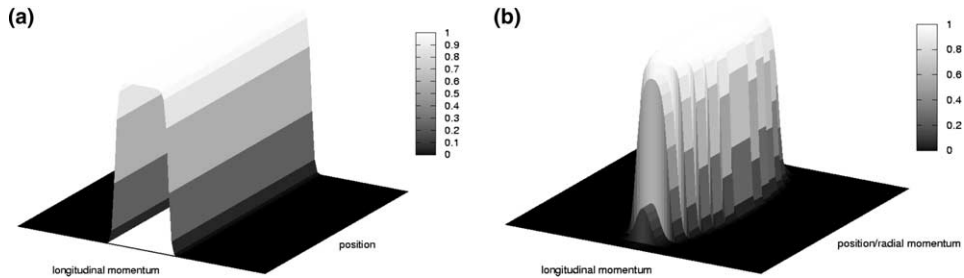 (a)
1
0.9
0.8
0.7
0.6
0.5
0.4
0.3
0.2
0.1
0
position
longitudinal momentum
(b)
1
0.8
0.6
0.4
0.2
0
position/radial momentum
longitudinal momentum